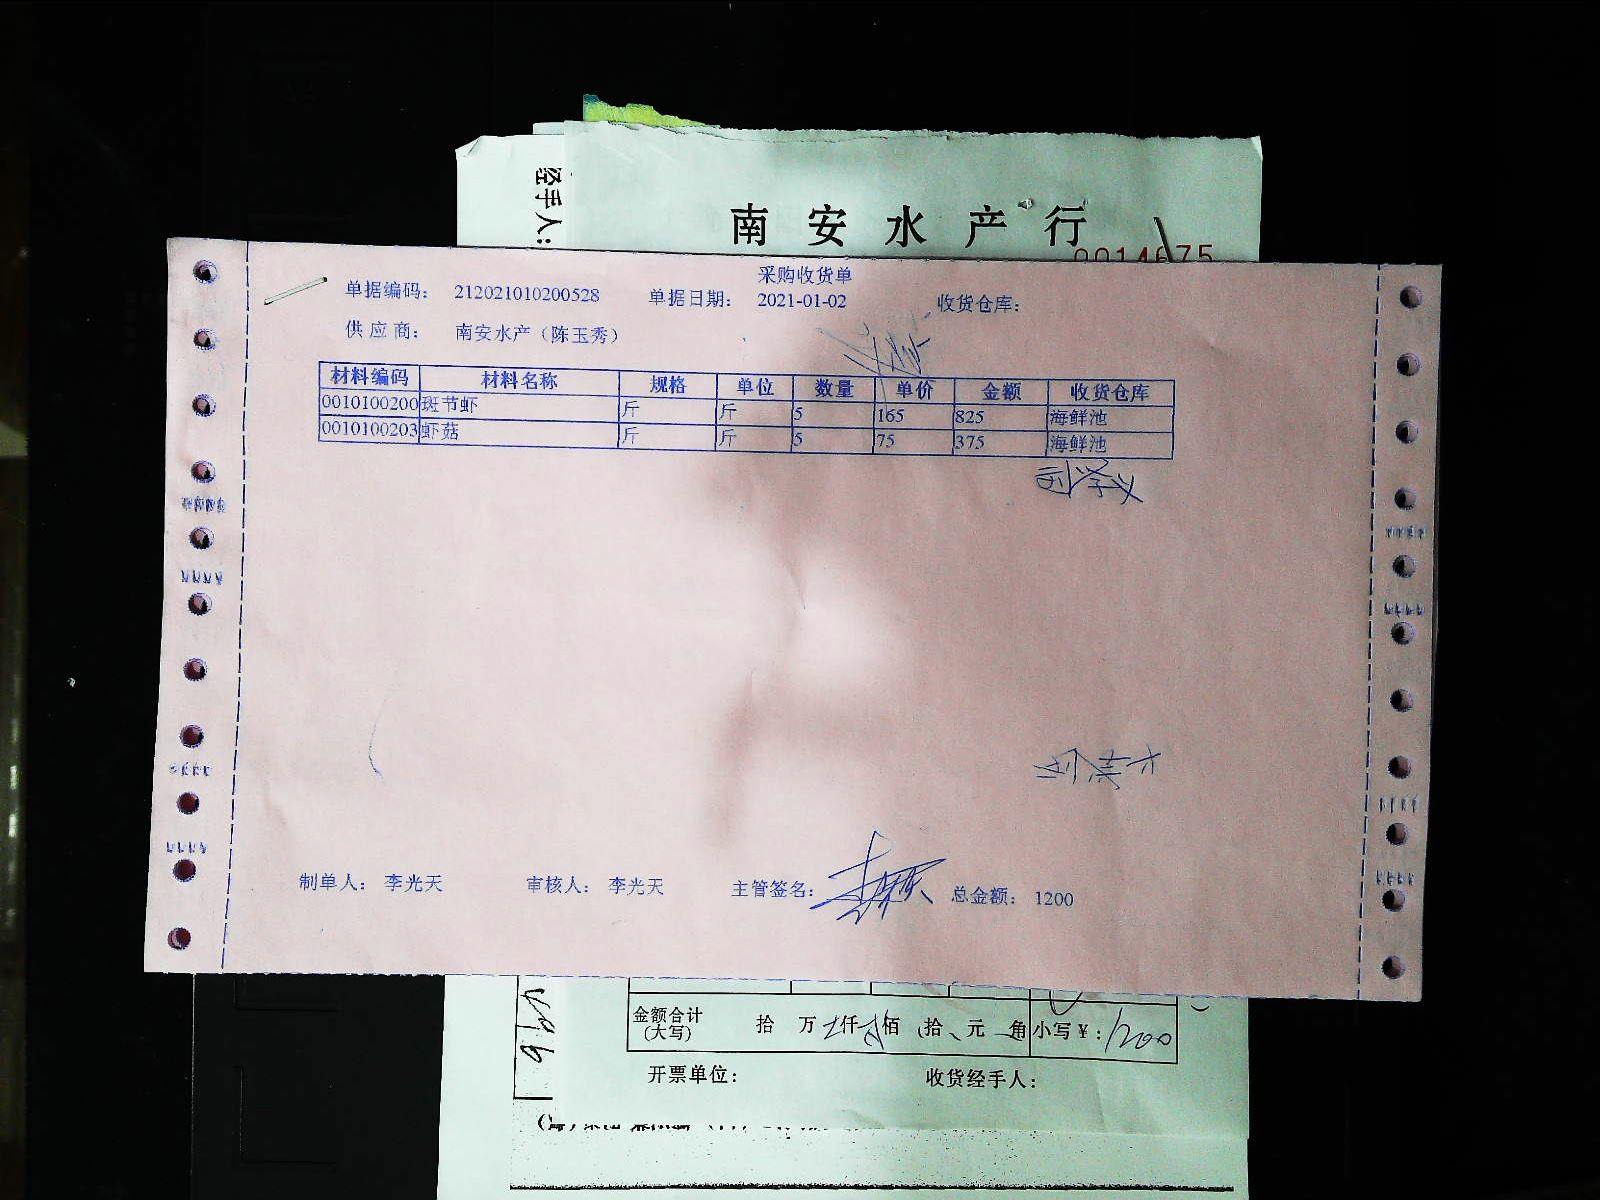 经手人:
南安水产行
0014675
采购收货单
单据编码: 212021010200528 单据日期: 2021-01-02 收货仓库:
供应商: 南安水产（陈玉秀）
材料编码 材料名称 规格 单位 数量 单价 金额 收货仓库
0010100200 斑节虾 斤 斤 5 165 825 海鲜池
0010100203 虾菇 斤 斤 5 75 375 海鲜池
制单人: 李光天 审核人: 李光天 主管签名: 总金额: 1200
金额合计 拾 万 仟 佰 拾 元 角 小写¥: 1200
(大写)
开票单位: 收货经手人: